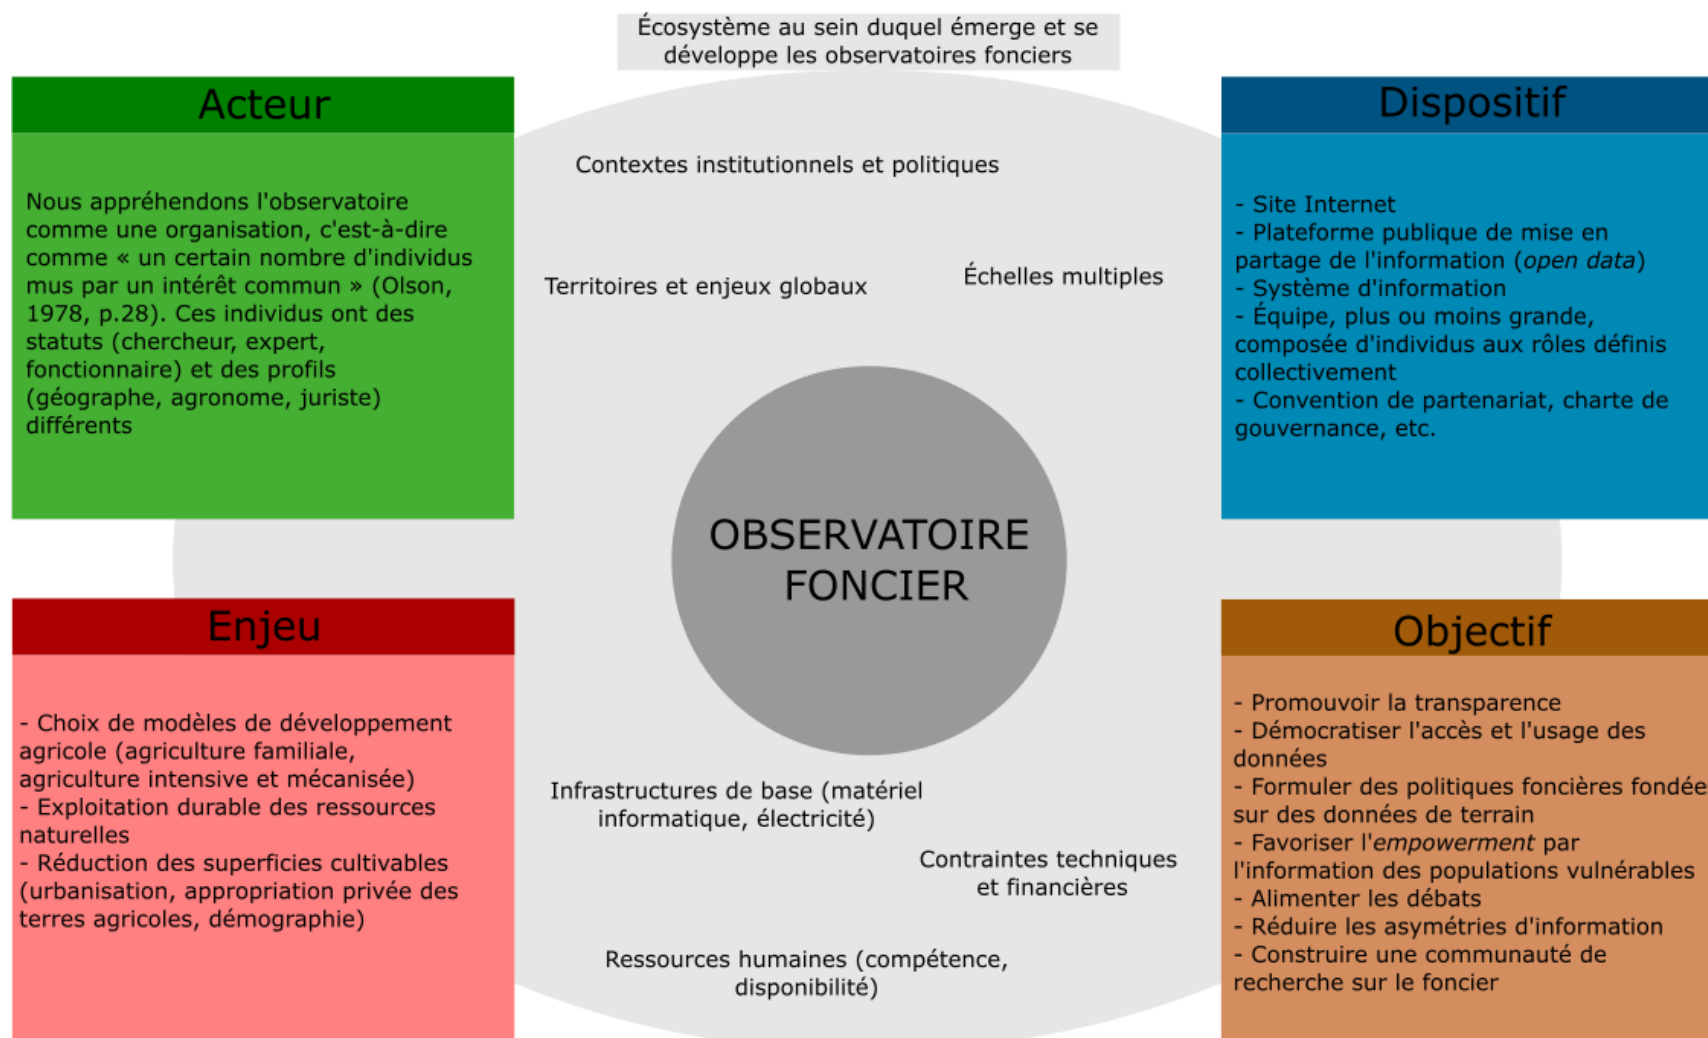 Écosystème au sein duquel émerge et se
développe les observatoires fonciers
Acteur
Nous appréhendons l'observatoire
comme une organisation, c'est-à-dire
comme « un certain nombre d'individus
mus par un intérêt commun » (Olson,
1978, p.28). Ces individus ont des
statuts (chercheur, expert,
fonctionnaire) et des profils
(géographe, agronome, juriste)
différents
Contextes institutionnels et politiques
Territoires et enjeux globaux
Échelles multiples
Dispositif
- Site Internet
- Plateforme publique de mise en
partage de l'information (open data)
- Système d'information
- Équipe, plus ou moins grande,
composée d'individus aux rôles définis
collectivement
- Convention de partenariat, charte de
gouvernance, etc.
OBSERVATOIRE
FONCIER
Enjeu
- Choix de modèles de développement
agricole (agriculture familiale,
agriculture intensive et mécanisée)
- Exploitation durable des ressources
naturelles
- Réduction des superficies cultivables
(urbanisation, appropriation privée des
terres agricoles, démographie)
Infrastructures de base (matériel
informatique, électricité)
Contraintes techniques
et financières
Ressources humaines (compétence,
disponibilité)
Objectif
- Promouvoir la transparence
- Démocratiser l'accès et l'usage des
données
- Formuler des politiques foncières fondée
sur des données de terrain
- Favoriser l'empowerment par
l'information des populations vulnérables
- Alimenter les débats
- Réduire les asymétries d'information
- Construire une communauté de
recherche sur le foncier